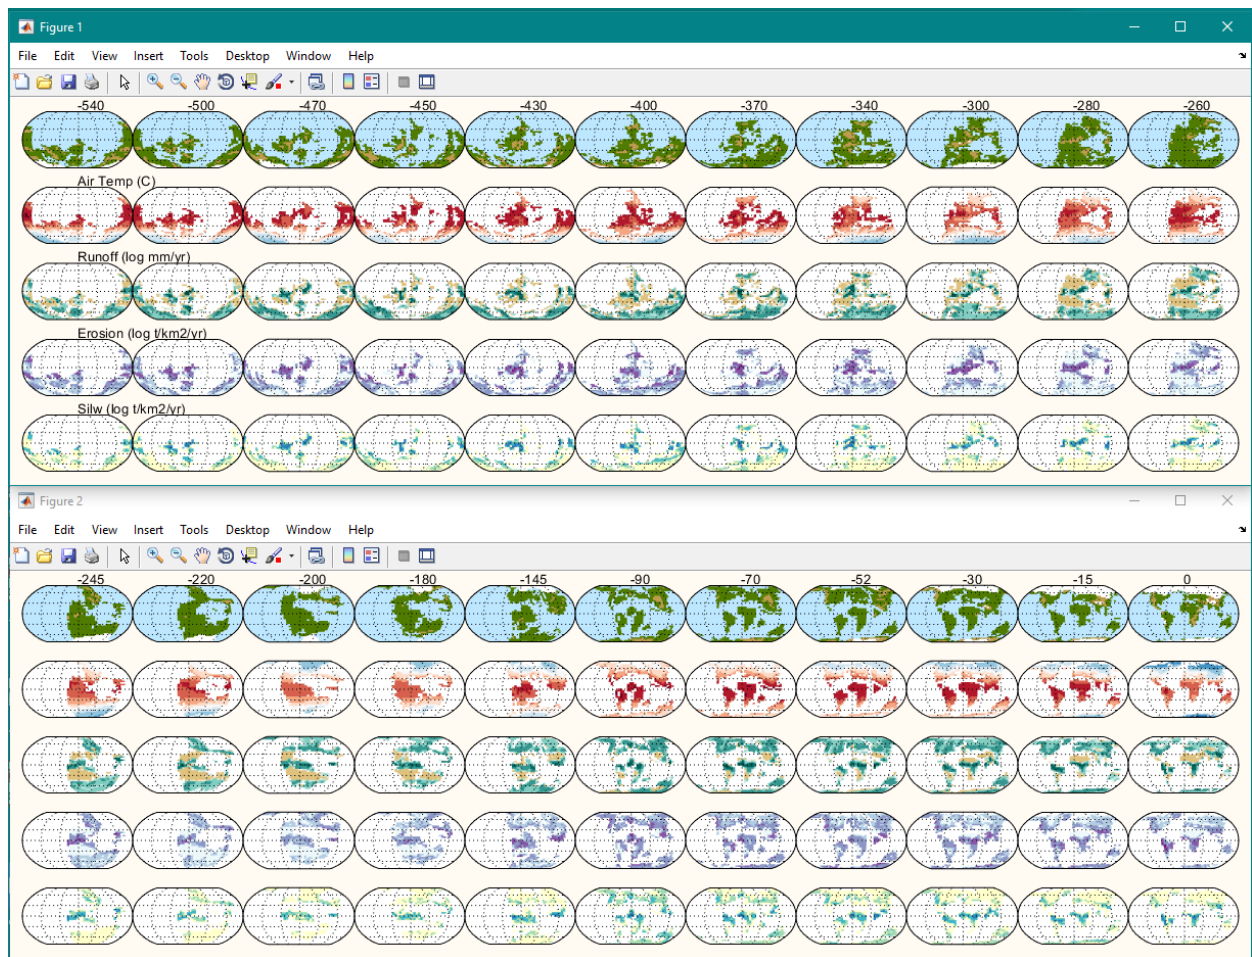 Figure 1
File Edit View Insert Tools Desktop Window Help
-540 -500 -470 -450 -430 -400 -370 -340 -300 -280 -260
Air Temp (C)
Runoff (log mm/yr)
Erosion (log t/km2/yr)
Silw (log t/km2/yr)
Figure 2
File Edit View Insert Tools Desktop Window Help
-245 -220 -200 -180 -145 -90 -70 -52 -30 -15 0